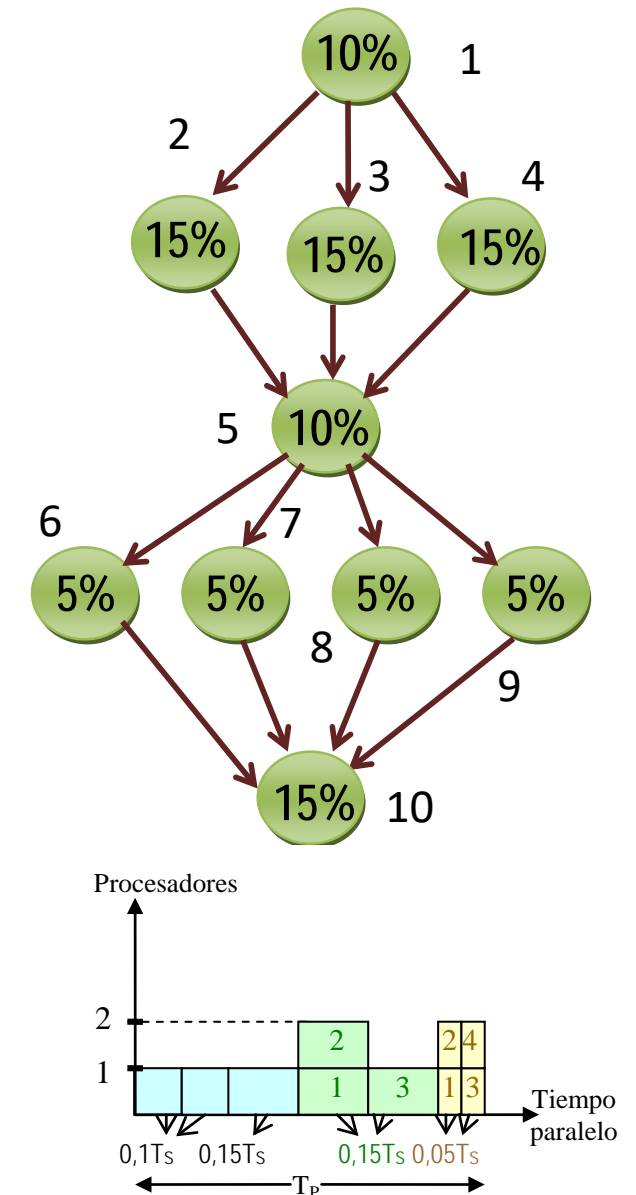 10% 1
2
3 4
15% 15% 15%
5 10%
6 7
5% 5% 5% 5%
8
9
15% 10
Procesadores
2
2 2 4
1 1 3 1 3
Tiempo
paralelo
0,1TS 0,15TS 0,15TS 0,05TS
TP